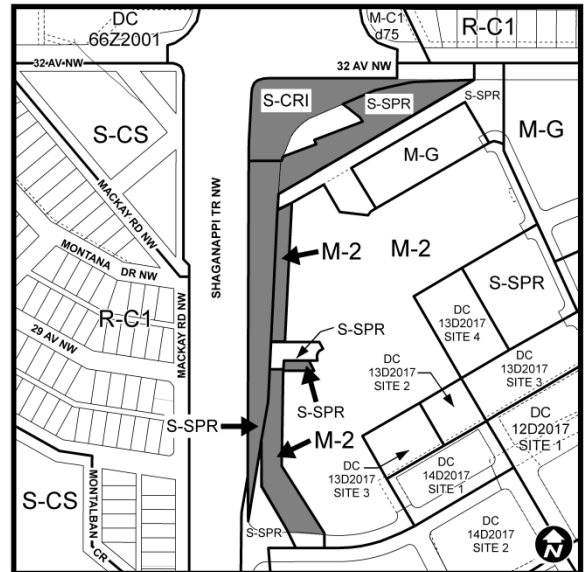 DC
66Z2001
M-C1
d75
R-C1
32 AV NW
32 AV NW
S-CRI
S-SPR
S-SPR
S-CS
M-G
M-G
MACKAY RD NW
SHAGANAPPI TR NW
MONTANA DR NW
M-2
M-2
S-SPR
R-C1
29 AV NW
MACKAY RD NW
S-SPR
DC
13D2017
SITE 4
DC
13D2017
SITE 2
DC
13D2017
SITE 3
S-SPR
S-SPR
M-2
DC
12D2017
SITE 1
DC
13D2017
SITE 3
DC
14D2017
SITE 1
S-CS
MONTALBAN CR
S-SPR
DC
14D2017
SITE 2
N